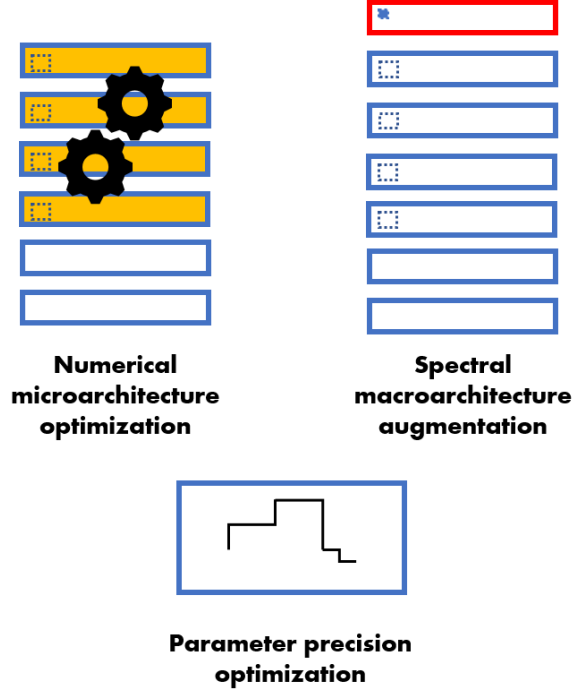 Numerical
microarchitecture
optimization
Spectral
macroarchitecture
augmentation
Parameter precision
optimization